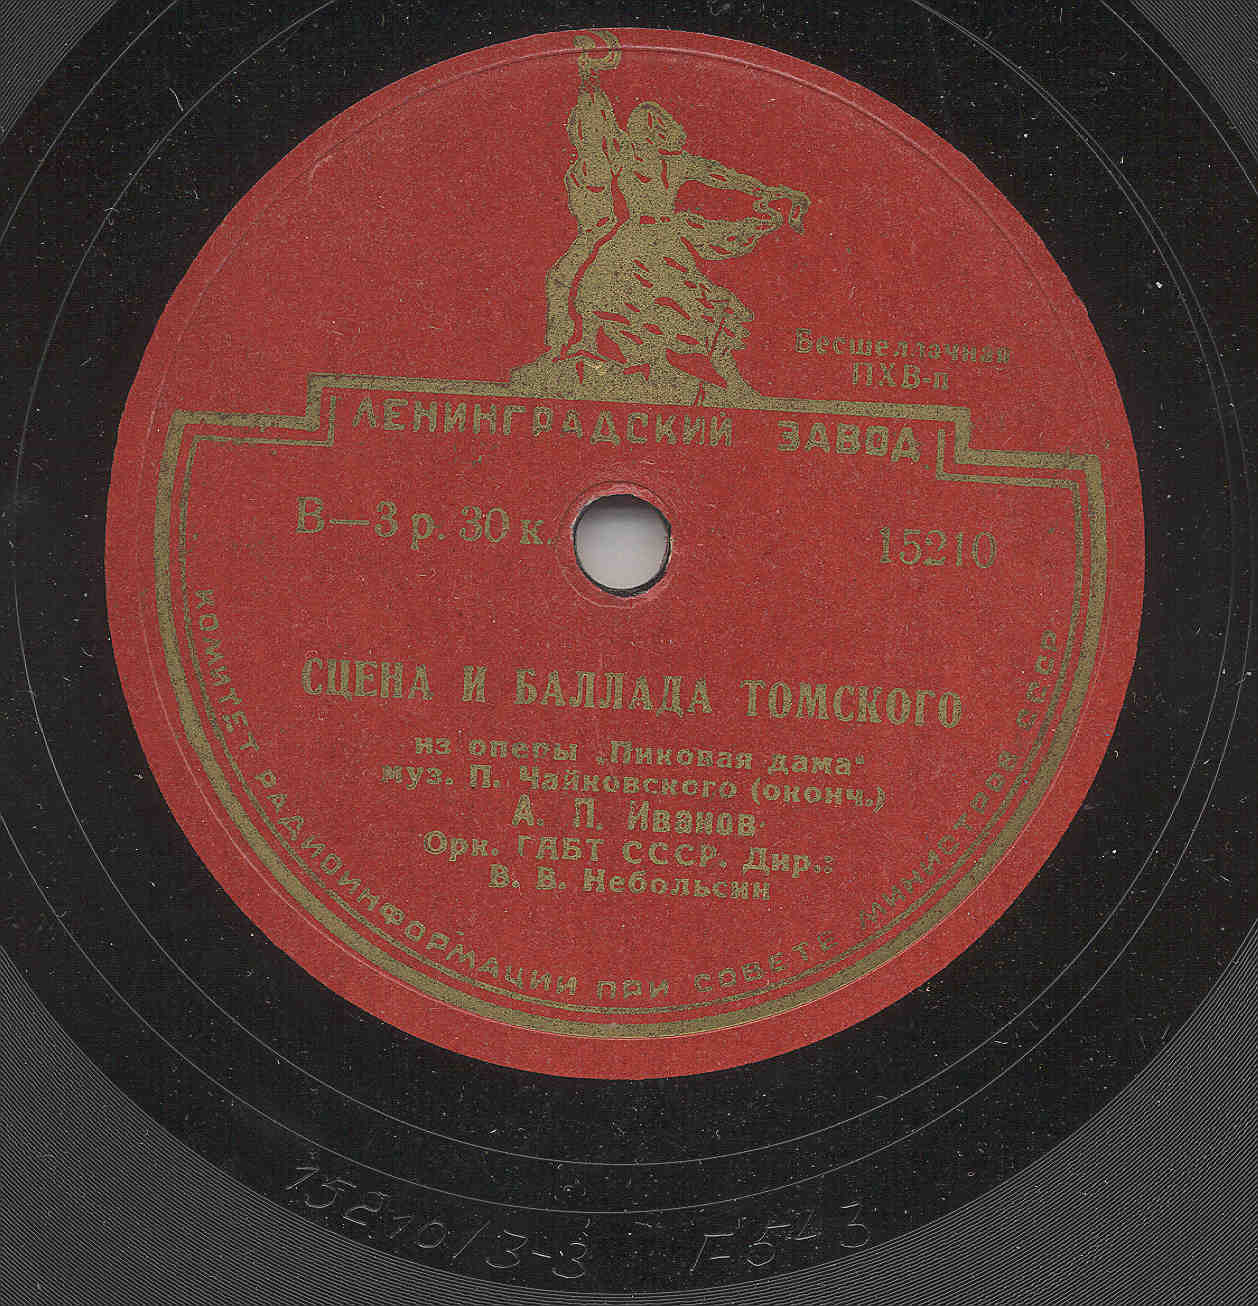 Бесшеллачная
ПХВ-п
ЛЕНИНГРАДСКИЙ ЗАВОД
В—3 р. 30 к.
15210
СЦЕНА И БАЛЛАДА ТОМСКОГО
из оперы „Пиковая дама“
муз. П. Чайковского (оконч.)
А. П. Иванов
Орк. ГАБТ СССР. Дир.:
В. В. Небольсин
КОМИТЕТ РАДИОИНФОРМАЦИИ ПРИ СОВЕТЕ МИНИСТРОВ СССР
15210/3-3